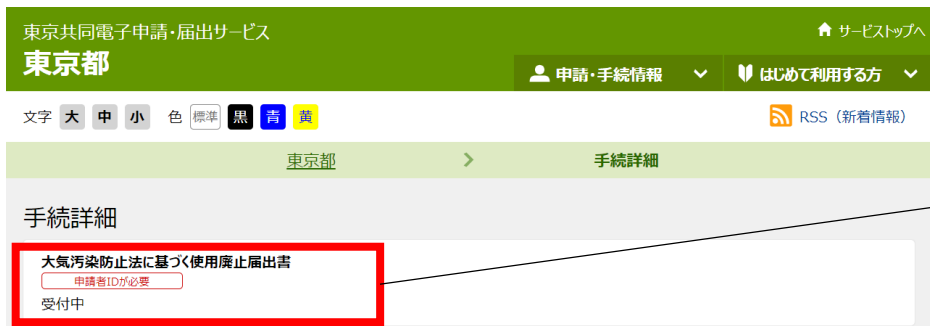 東京共同電子申請・届出サービス
サービストップへ
東京都
申請・手続情報
はじめて利用する方
文字 大 中 小 色 標準 黒 青 黄
RSS（新着情報）
東京都
手続詳細
手続詳細
大気汚染防止法に基づく使用廃止届出書
申請者IDが必要
受付中